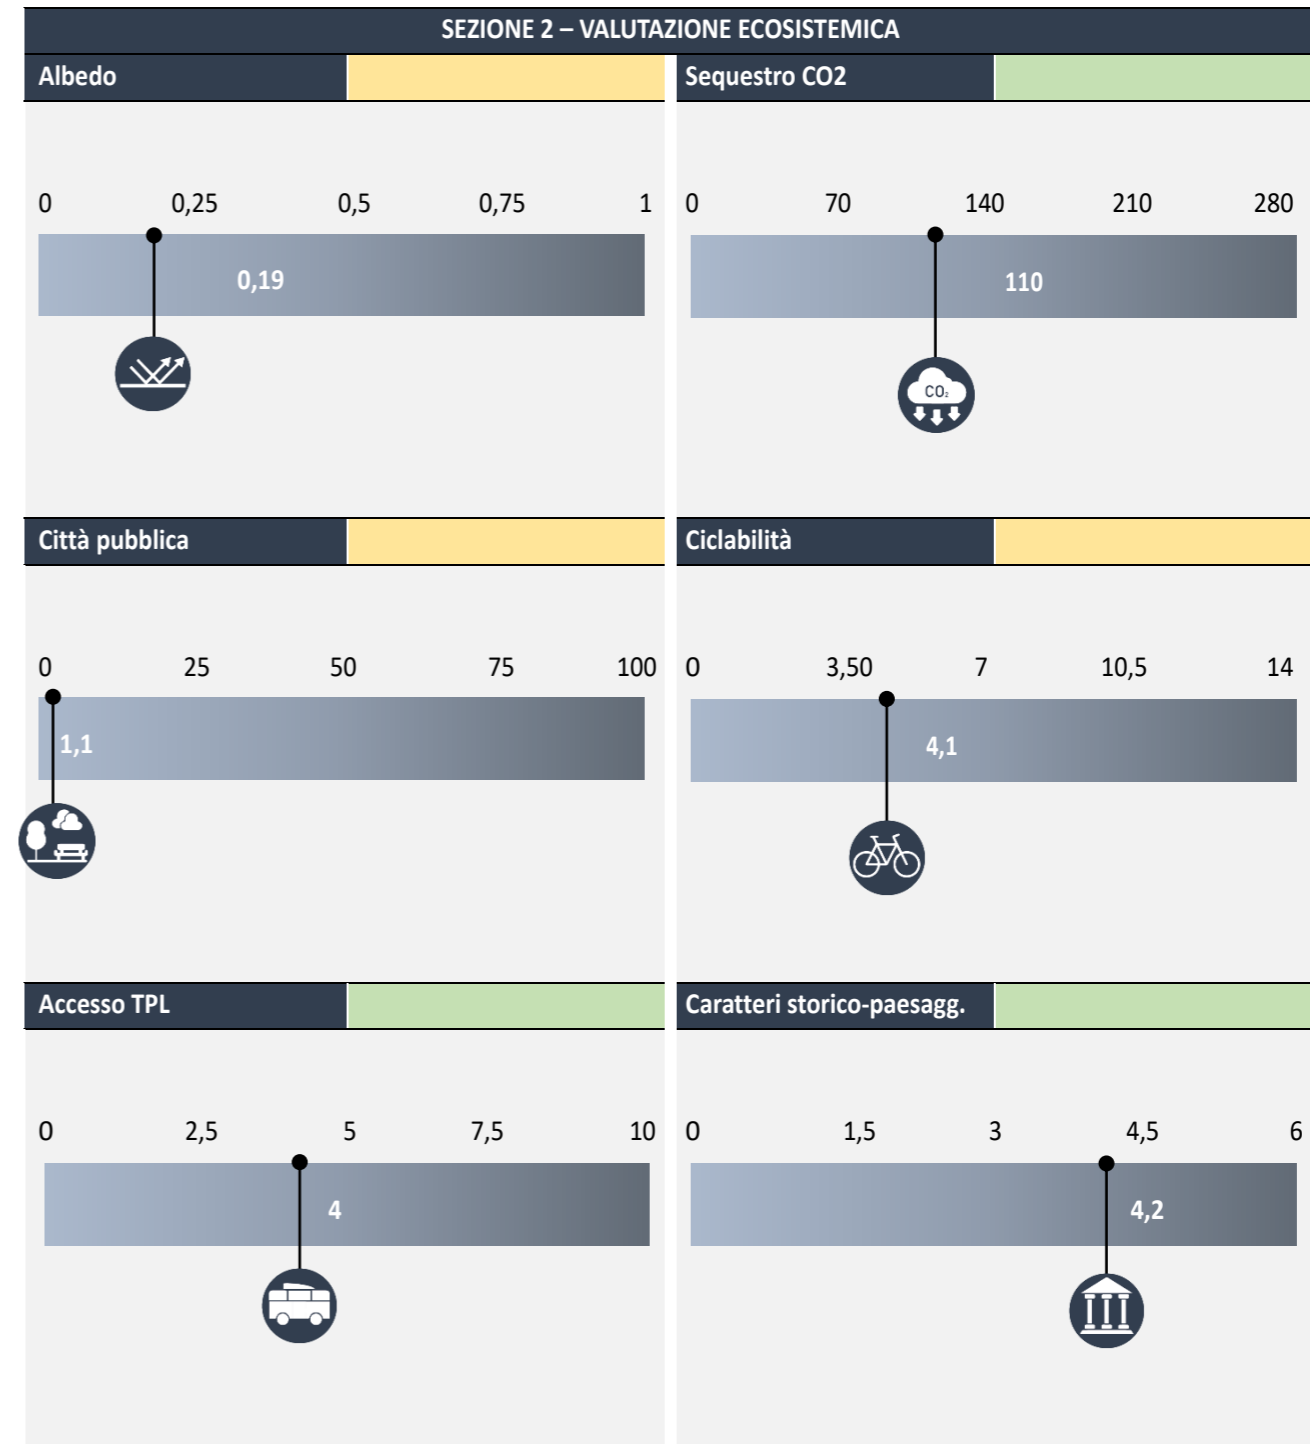 SEZIONE 2 – VALUTAZIONE ECOSISTEMICA
Albedo
0 0,25 0,5 0,75 1
0,19
Sequestro CO2
0 70 140 210 280
110
CO₂
Città pubblica
0 25 50 75 100
1,1
Ciclabilità
0 3,50 7 10,5 14
4,1
Accesso TPL
0 2,5 5 7,5 10
4
Caratteri storico-paesagg.
0 1,5 3 4,5 6
4,2